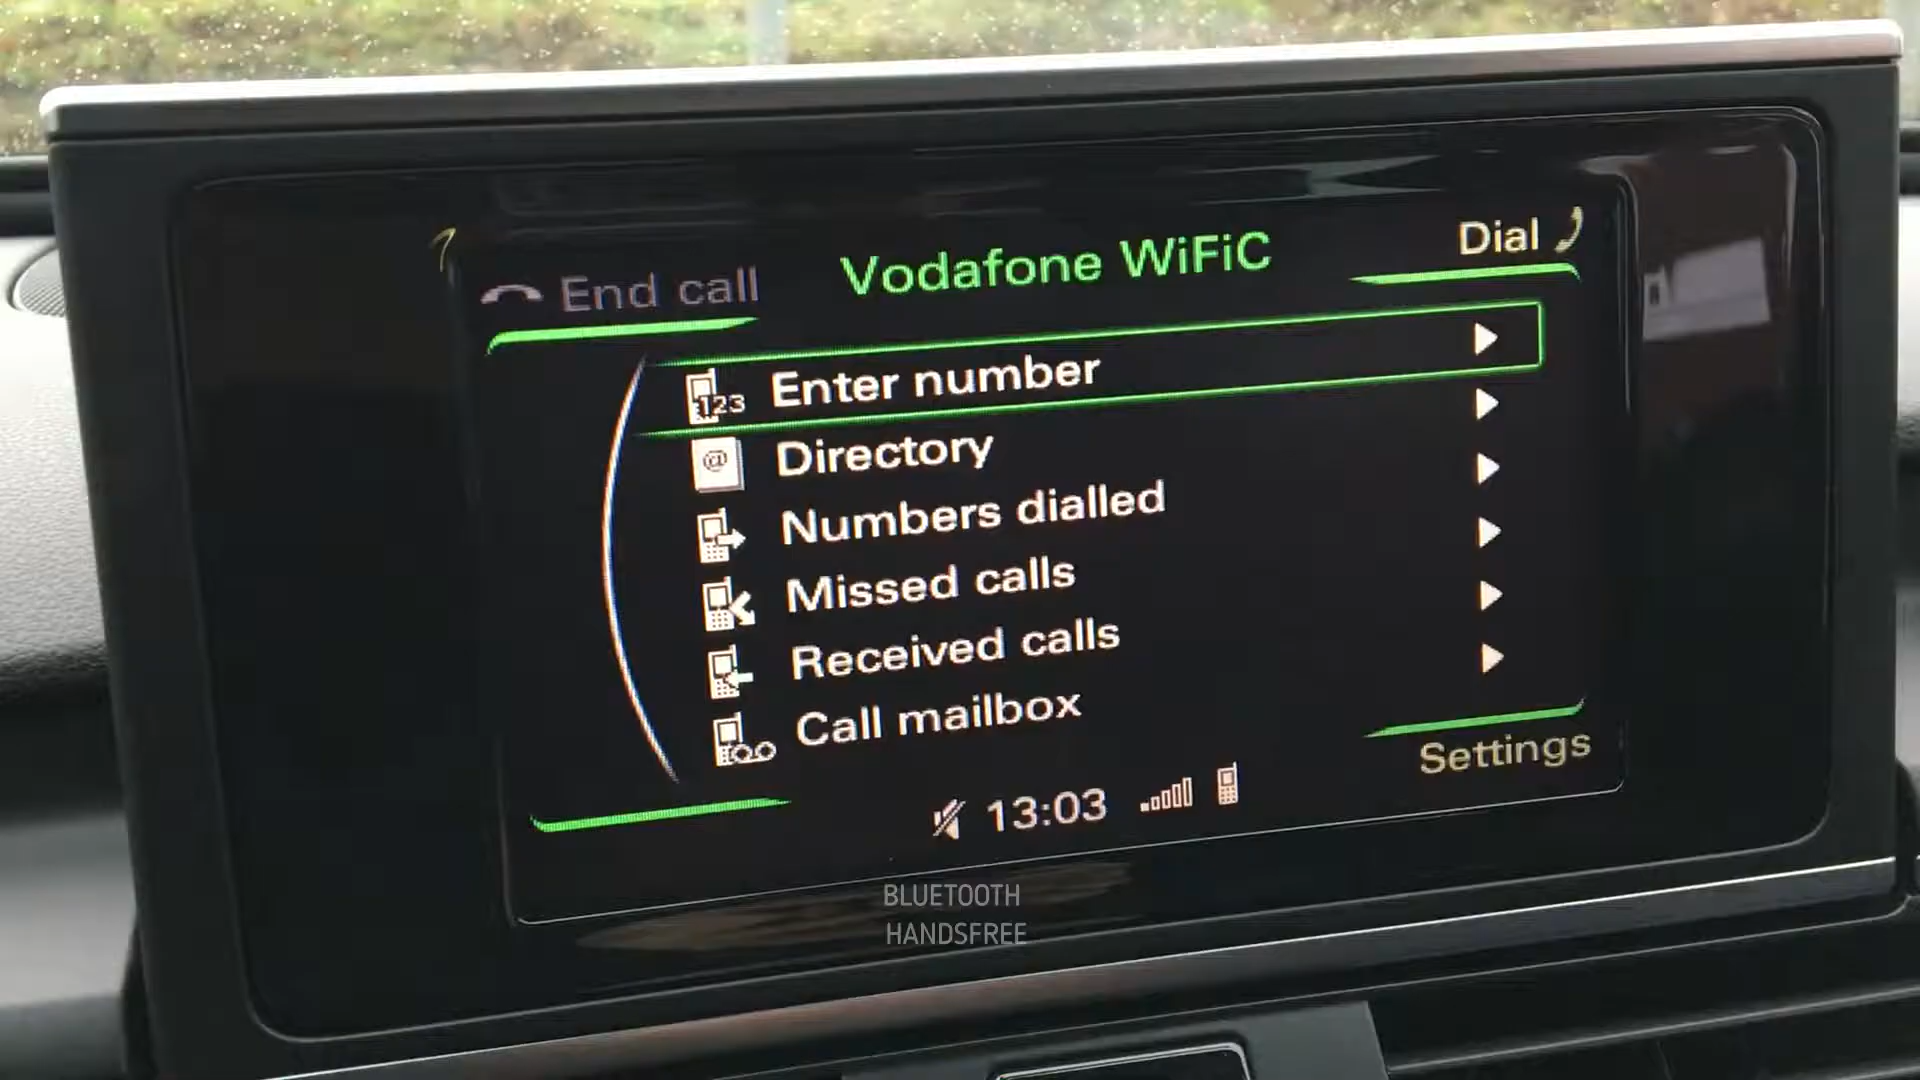 End call
Vodafone WiFiC
Dial
123
Enter number
@
Directory
Numbers dialled
Missed calls
Received calls
Call mailbox
Settings
13:03
BLUETOOTH
HANDSFREE